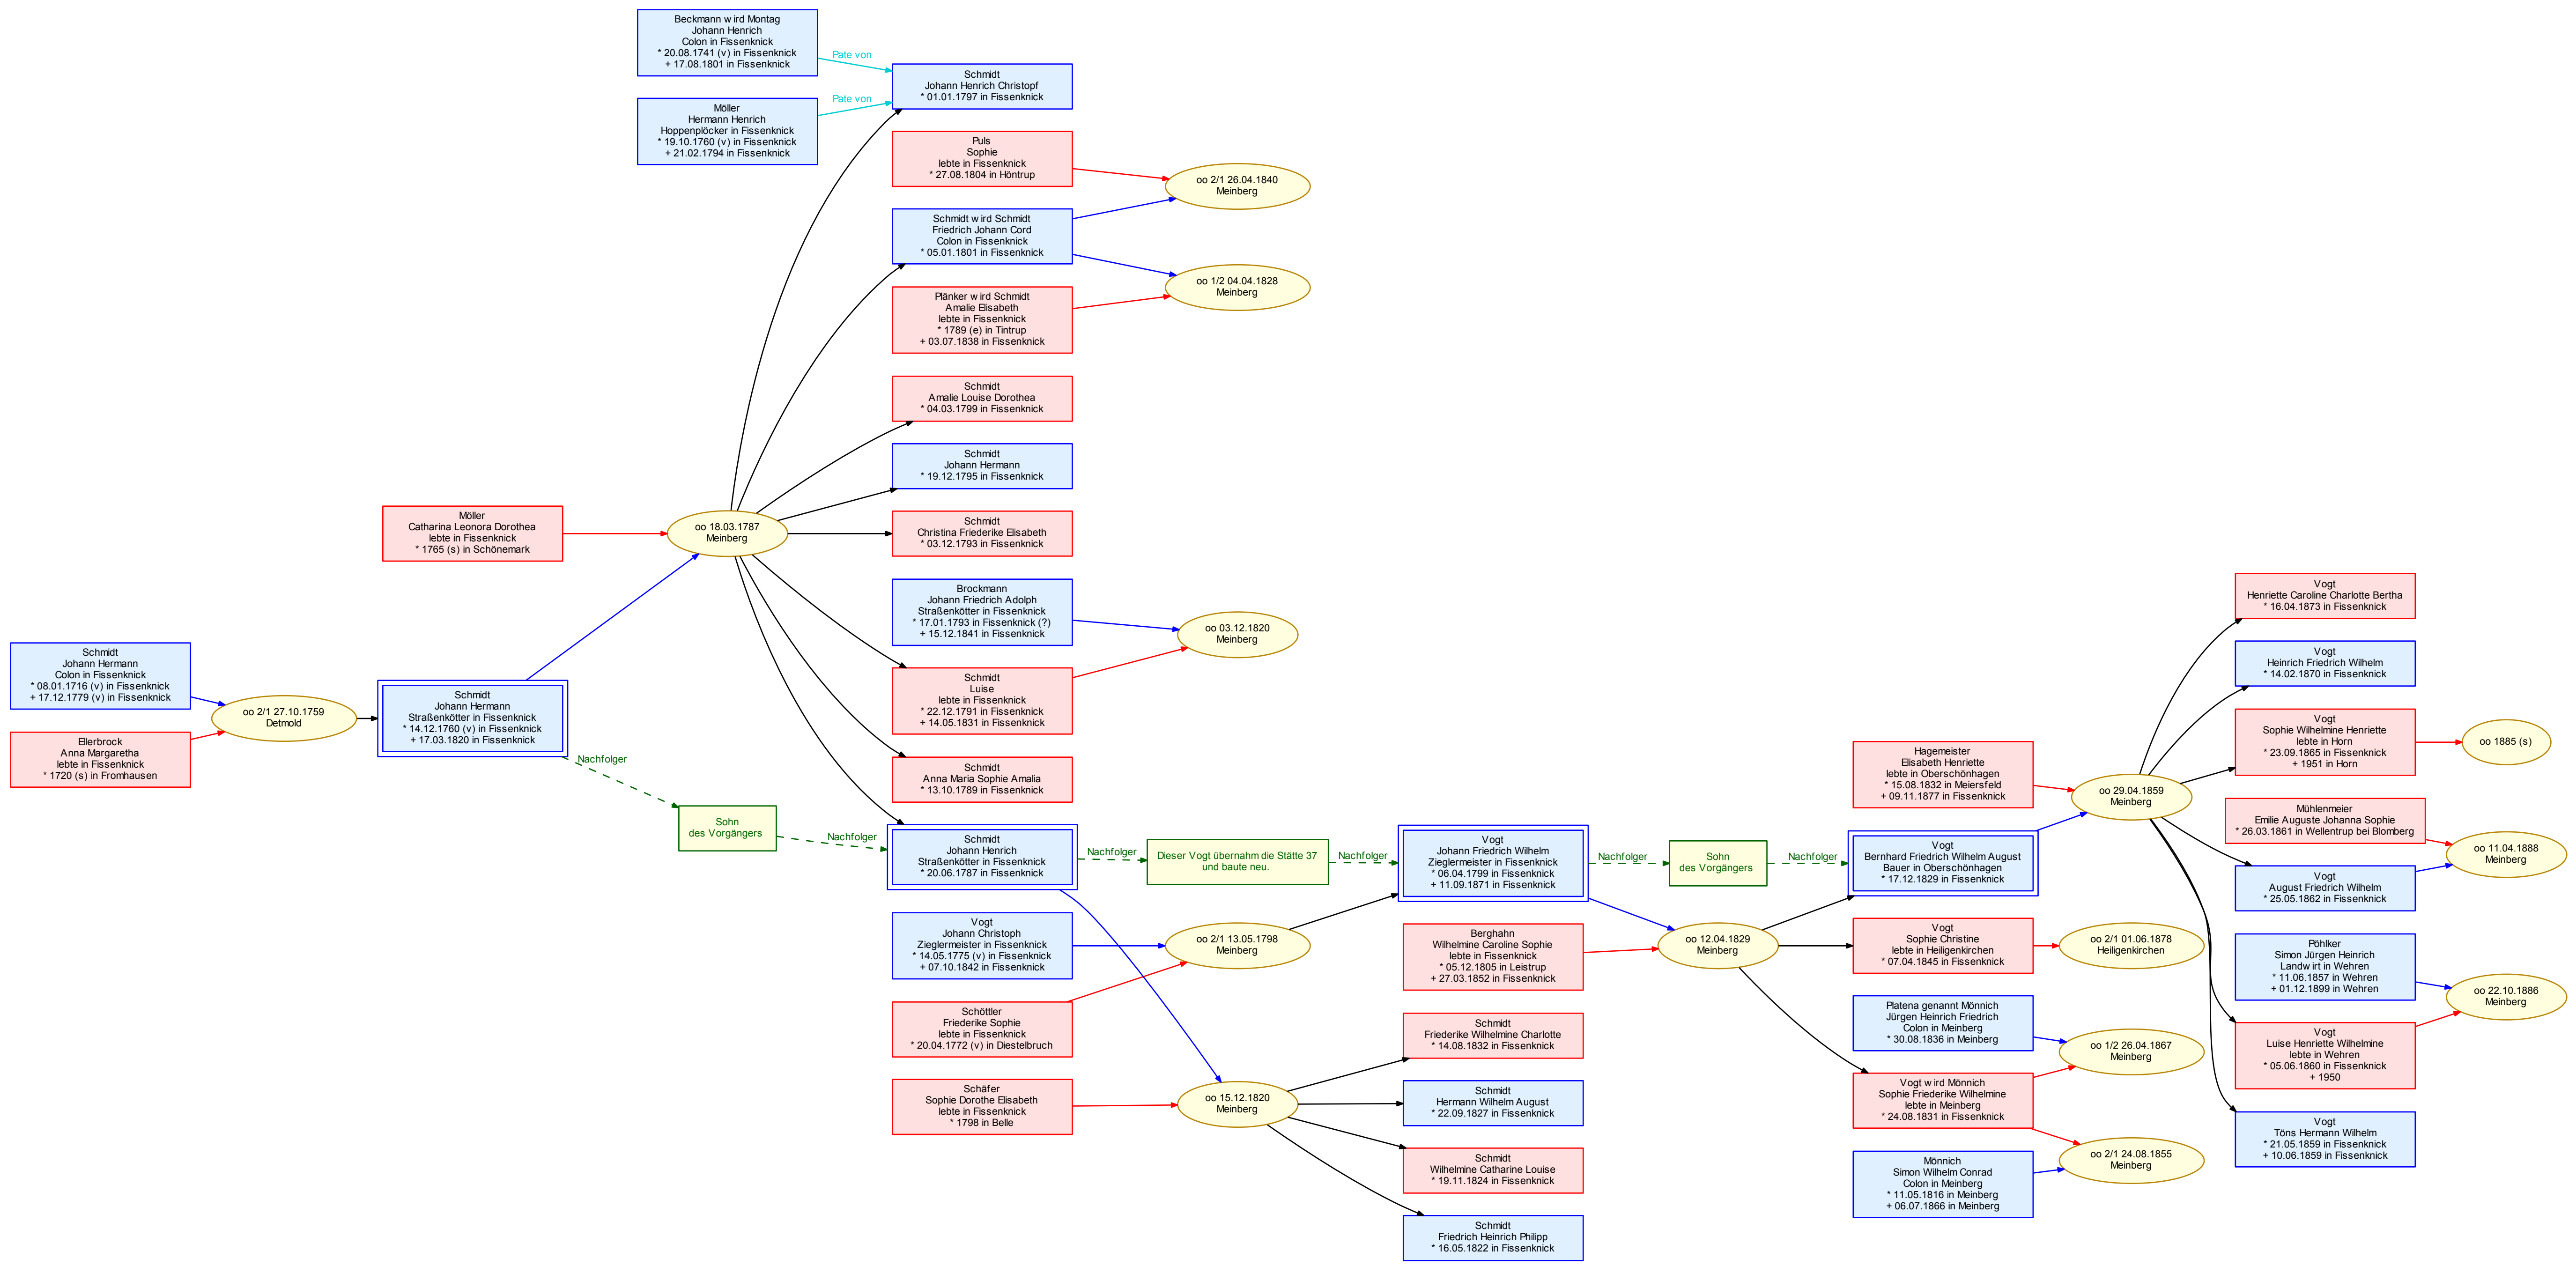 Beckmann wird Montag
Johann Henrich
Colon in Fissenknick
* 20.08.1741 (v) in Fissenknick
+ 17.08.1801 in Fissenknick
Pate von
Möller
Hermann Henrich
Hoppenplöcker in Fissenknick
* 19.10.1760 (v) in Fissenknick
+ 21.02.1794 in Fissenknick
Pate von
Schmidt
Johann Henrich Christopf
* 01.01.1797 in Fissenknick
Puls
Sophie
lebte in Fissenknick
* 27.08.1804 in Höntrup
oo 2/1 26.04.1840
Meinberg
Schmidt wird Schmidt
Friedrich Johann Cord
Colon in Fissenknick
* 05.01.1801 in Fissenknick
oo 1/2 04.04.1828
Meinberg
Plänker wird Schmidt
Amalie Elisabeth
lebte in Fissenknick
* 1789 (e) in Tintrup
+ 03.07.1838 in Fissenknick
Schmidt
Amalie Louise Dorothea
* 04.03.1799 in Fissenknick
Schmidt
Johann Hermann
* 19.12.1795 in Fissenknick
Möller
Catharina Leonora Dorothea
lebte in Fissenknick
* 1765 (s) in Schönemark
oo 18.03.1787
Meinberg
Schmidt
Christina Friederike Elisabeth
* 03.12.1793 in Fissenknick
Brockmann
Johann Friedrich Adolph
Straßenkötter in Fissenknick
* 17.01.1793 in Fissenknick (?)
+ 15.12.1841 in Fissenknick
oo 03.12.1820
Meinberg
Schmidt
Luise
lebte in Fissenknick
* 22.12.1791 in Fissenknick
+ 14.05.1831 in Fissenknick
Schmidt
Johann Hermann
Colon in Fissenknick
* 08.01.1716 (v) in Fissenknick
+ 17.12.1779 (v) in Fissenknick
Ellerbrock
Anna Margaretha
lebte in Fissenknick
* 1720 (s) in Fromhausen
oo 2/1 27.10.1759
Detmold
Schmidt
Johann Hermann
Straßenkötter in Fissenknick
* 14.12.1760 (v) in Fissenknick
+ 17.03.1820 in Fissenknick
Nachfolger
Sohn
des Vorgängers
Nachfolger
Schmidt
Anna Maria Sophie Amalia
* 13.10.1789 in Fissenknick
Schmidt
Johann Henrich
Straßenkötter in Fissenknick
* 20.06.1787 in Fissenknick
Nachfolger
Dieser Vogt übernahm die Stätte 37
und baute neu.
Nachfolger
Vogt
Johann Friedrich Wilhelm
Zieglermeister in Fissenknick
* 06.04.1799 in Fissenknick
+ 11.09.1871 in Fissenknick
Nachfolger
Sohn
des Vorgängers
Nachfolger
Vogt
Bernhard Friedrich Wilhelm August
Bauer in Oberschönhagen
* 17.12.1829 in Fissenknick
Vogt
Johann Christoph
Zieglermeister in Fissenknick
* 14.05.1775 (v) in Fissenknick
+ 07.10.1842 in Fissenknick
oo 2/1 13.05.1798
Meinberg
Schöttler
Friederike Sophie
lebte in Fissenknick
* 20.04.1772 (v) in Diestelbruch
Schäfer
Sophie Dorothe Elisabeth
lebte in Fissenknick
* 1798 in Belle
oo 15.12.1820
Meinberg
Berghahn
Wilhelmine Caroline Sophie
lebte in Fissenknick
* 05.12.1805 in Leistrup
+ 27.03.1852 in Fissenknick
oo 12.04.1829
Meinberg
Schmidt
Friederike Wilhelmine Charlotte
* 14.08.1832 in Fissenknick
Schmidt
Hermann Wilhelm August
* 22.09.1827 in Fissenknick
Schmidt
Wilhelmine Catharine Louise
* 19.11.1824 in Fissenknick
Schmidt
Friedrich Heinrich Philipp
* 16.05.1822 in Fissenknick
Hagemeister
Elisabeth Henriette
lebte in Oberschönhagen
* 15.08.1832 in Meiersfeld
+ 09.11.1877 in Fissenknick
oo 29.04.1859
Meinberg
Vogt
Sophie Christine
lebte in Heiligenkirchen
* 07.04.1845 in Fissenknick
oo 2/1 01.06.1878
Heiligenkirchen
Platena genannt Mönnich
Jürgen Heinrich Friedrich
Colon in Meinberg
* 30.08.1836 in Meinberg
oo 1/2 26.04.1867
Meinberg
Vogt wird Mönnich
Sophie Friederike Wilhelmine
lebte in Meinberg
* 24.08.1831 in Fissenknick
oo 2/1 24.08.1855
Meinberg
Mönnich
Simon Wilhelm Conrad
Colon in Meinberg
* 11.05.1816 in Meinberg
+ 06.07.1866 in Meinberg
Vogt
Henriette Caroline Charlotte Bertha
* 16.04.1873 in Fissenknick
Vogt
Heinrich Friedrich Wilhelm
* 14.02.1870 in Fissenknick
Vogt
Sophie Wilhelmine Henriette
lebte in Horn
* 23.09.1865 in Fissenknick
+ 1951 in Horn
oo 1885 (s)
Mühlenmeier
Emilie Auguste Johanna Sophie
* 26.03.1861 in Wellentrup bei Blomberg
oo 11.04.1888
Meinberg
Vogt
August Friedrich Wilhelm
* 25.05.1862 in Fissenknick
Pöhlker
Simon Jürgen Heinrich
Landwirt in Wehren
* 11.06.1857 in Wehren
+ 01.12.1899 in Wehren
oo 22.10.1886
Meinberg
Vogt
Luise Henriette Wilhelmine
lebte in Wehren
* 05.06.1860 in Fissenknick
+ 1950
Vogt
Töns Hermann Wilhelm
* 21.05.1859 in Fissenknick
+ 10.06.1859 in Fissenknick